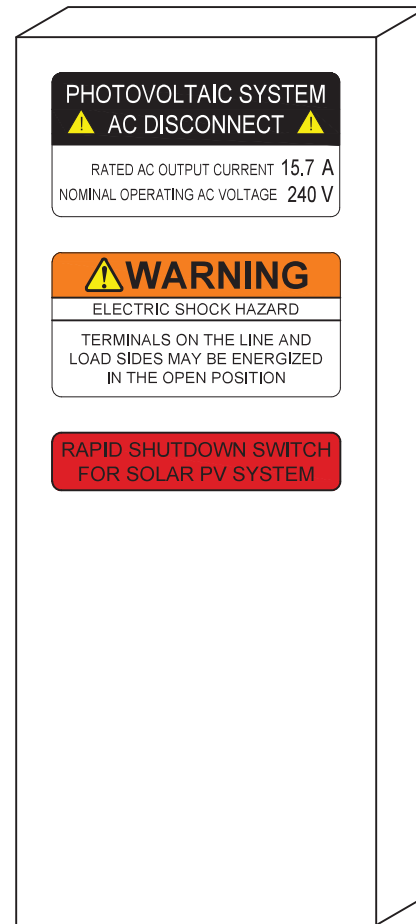 PHOTOVOLTAIC SYSTEM
AC DISCONNECT
RATED AC OUTPUT CURRENT 15.7 A
NOMINAL OPERATING AC VOLTAGE 240 V
WARNING
ELECTRIC SHOCK HAZARD
TERMINALS ON THE LINE AND
LOAD SIDES MAY BE ENERGIZED
IN THE OPEN POSITION
RAPID SHUTDOWN SWITCH
FOR SOLAR PV SYSTEM